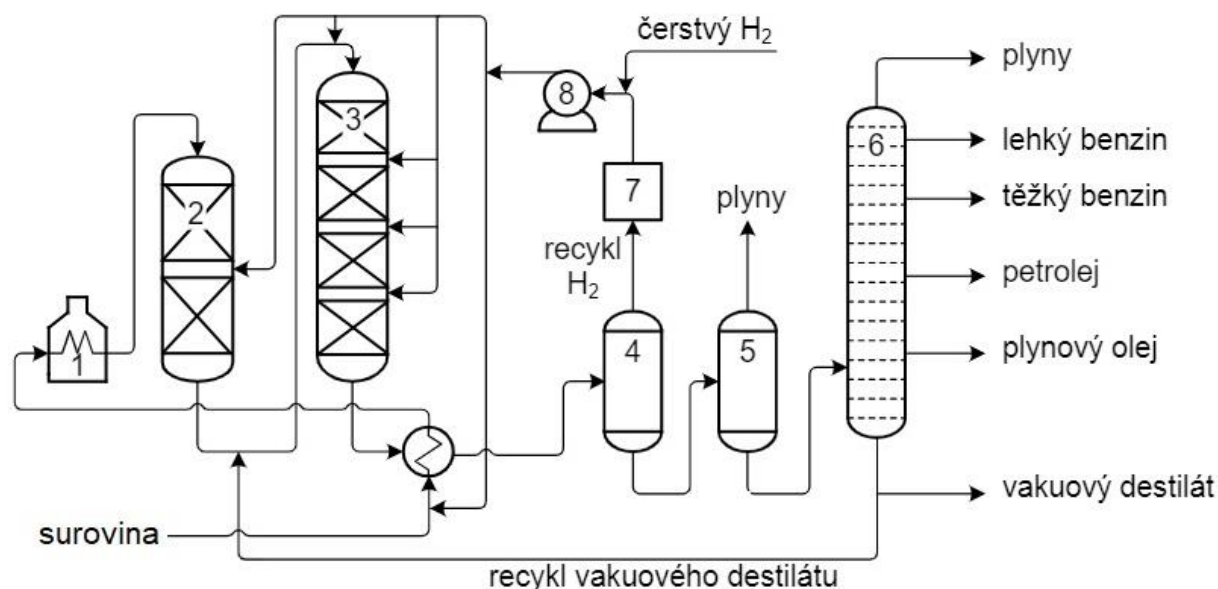 čerstvý H₂
plyny
lehký benzin
těžký benzin
petrolej
plynový olej
vakuový destilát
plyny
recykl
H₂
surovina
recykl vakuového destilátu
1
2
3
4
5
6
7
8